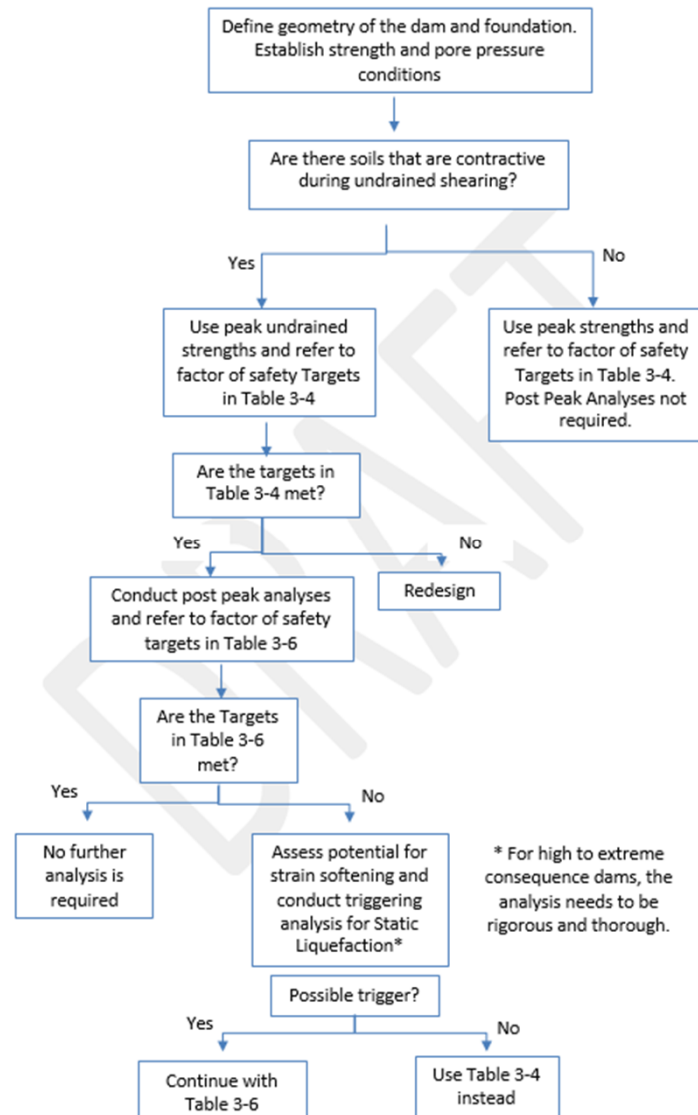 Define geometry of the dam and foundation.
Establish strength and pore pressure
conditions
Are there soils that are contractive
during undrained shearing?
Yes
No
Use peak undrained
strengths and refer to
factor of safety Targets
in Table 3-4
Use peak strengths and
refer to factor of safety
Targets in Table 3-4.
Post Peak Analyses not
required.
Are the targets in
Table 3-4 met?
Yes
No
Redesign
Conduct post peak analyses
and refer to factor of safety
targets in Table 3-6
Are the Targets
in Table 3-6
met?
Yes
No
No further
analysis is
required
Assess potential for
strain softening and
conduct triggering
analysis for Static
Liquefaction*
* For high to extreme
consequence dams, the
analysis needs to be
rigorous and thorough.
Possible trigger?
Yes
No
Continue with
Table 3-6
Use Table 3-4
instead
DRAFT